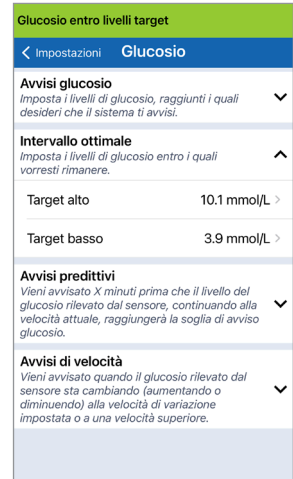 Glucosio entro livelli target
Impostazioni Glucosio
Avvisi glucosio
Imposta i livelli di glucosio, raggiunti i quali
desideri che il sistema ti avvisi.
Intervallo ottimale
Imposta i livelli di glucosio entro i quali
vorresti rimanere.
Target alto 10.1 mmol/L
Target basso 3.9 mmol/L
Avvisi predittivi
Vieni avvisato X minuti prima che il livello del
glucosio rilevato dal sensore, continuando alla
velocità attuale, raggiungerà la soglia di avviso
glucosio.
Avvisi di velocità
Vieni avvisato quando il glucosio rilevato dal
sensore sta cambiando (aumentando o
diminuendo) alla velocità di variazione
impostata o a una velocità superiore.